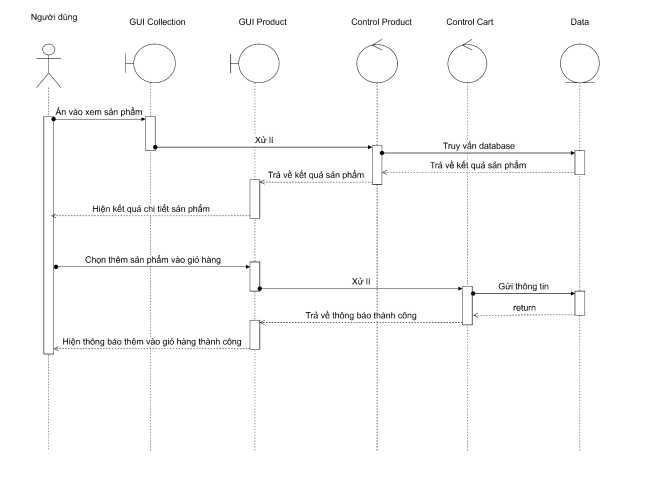 Người dùng
GUI Collection
GUI Product
Control Product
Control Cart
Data
Ấn vào xem sản phẩm
Xử lí
Truy vấn database
Trả về kết quả sản phẩm
Trả về kết quả sản phẩm
Hiện kết quả chi tiết sản phẩm
Chọn thêm sản phẩm vào giỏ hàng
Xử lí
Gửi thông tin
return
Trả về thông báo thành công
Hiện thông báo thêm vào giỏ hàng thành công